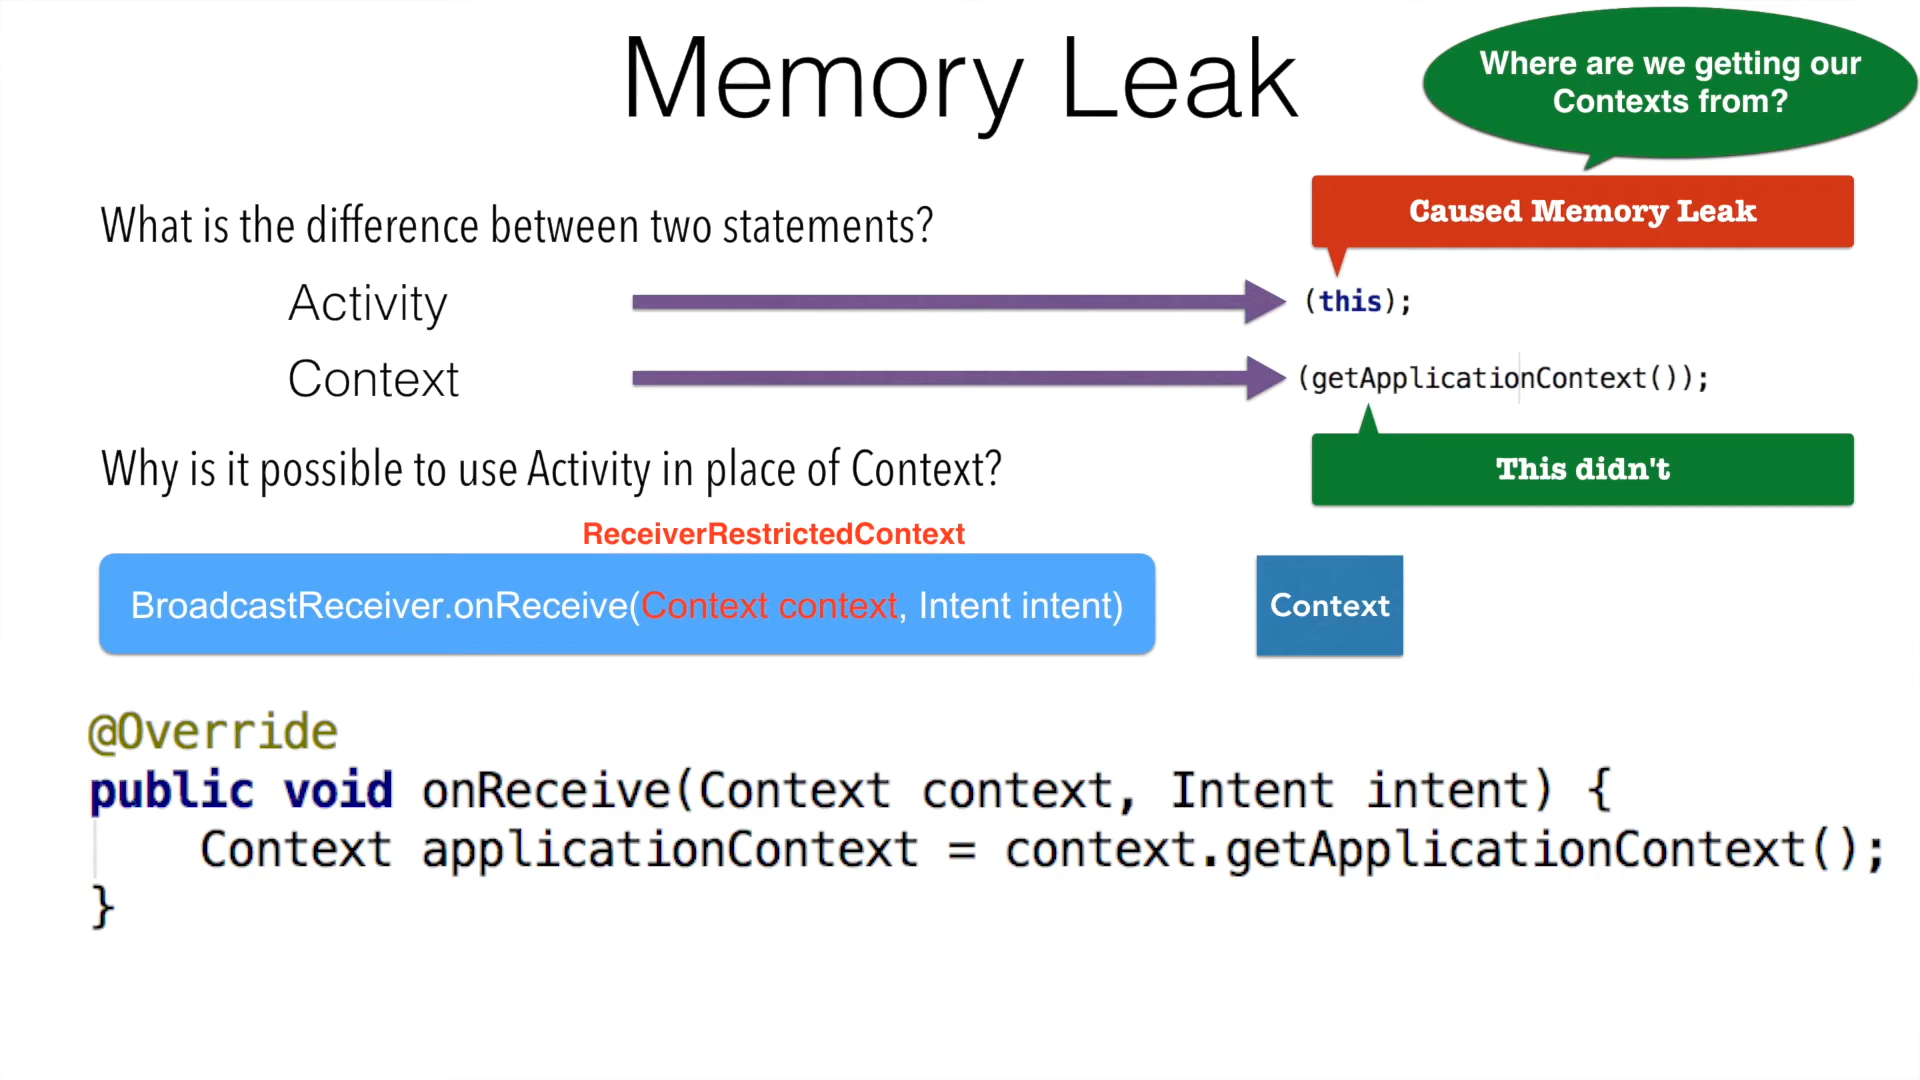 Memory Leak
Where are we getting our
Contexts from?
What is the difference between two statements?
Caused Memory Leak
Activity
(this);
Context
(getApplicationContext());
Why is it possible to use Activity in place of Context?
This didn't
ReceiverRestrictedContext
BroadcastReceiver.onReceive(Context context, Intent intent)
Context
@Override
public void onReceive(Context context, Intent intent) {
Context applicationContext = context.getApplicationContext();
}